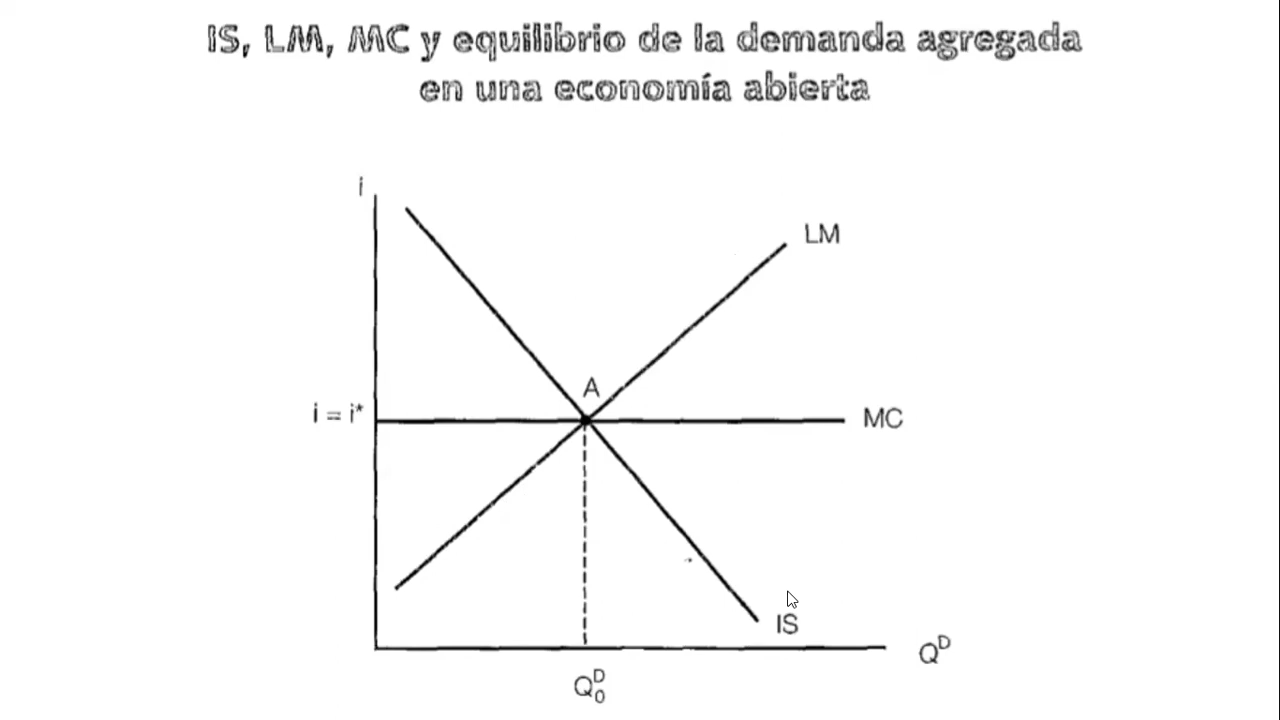 IS, LM, MC y equilibrio de la demanda agregada
en una economía abierta
i
LM
A
i = i*
MC
IS
Q^D
Q_0^D